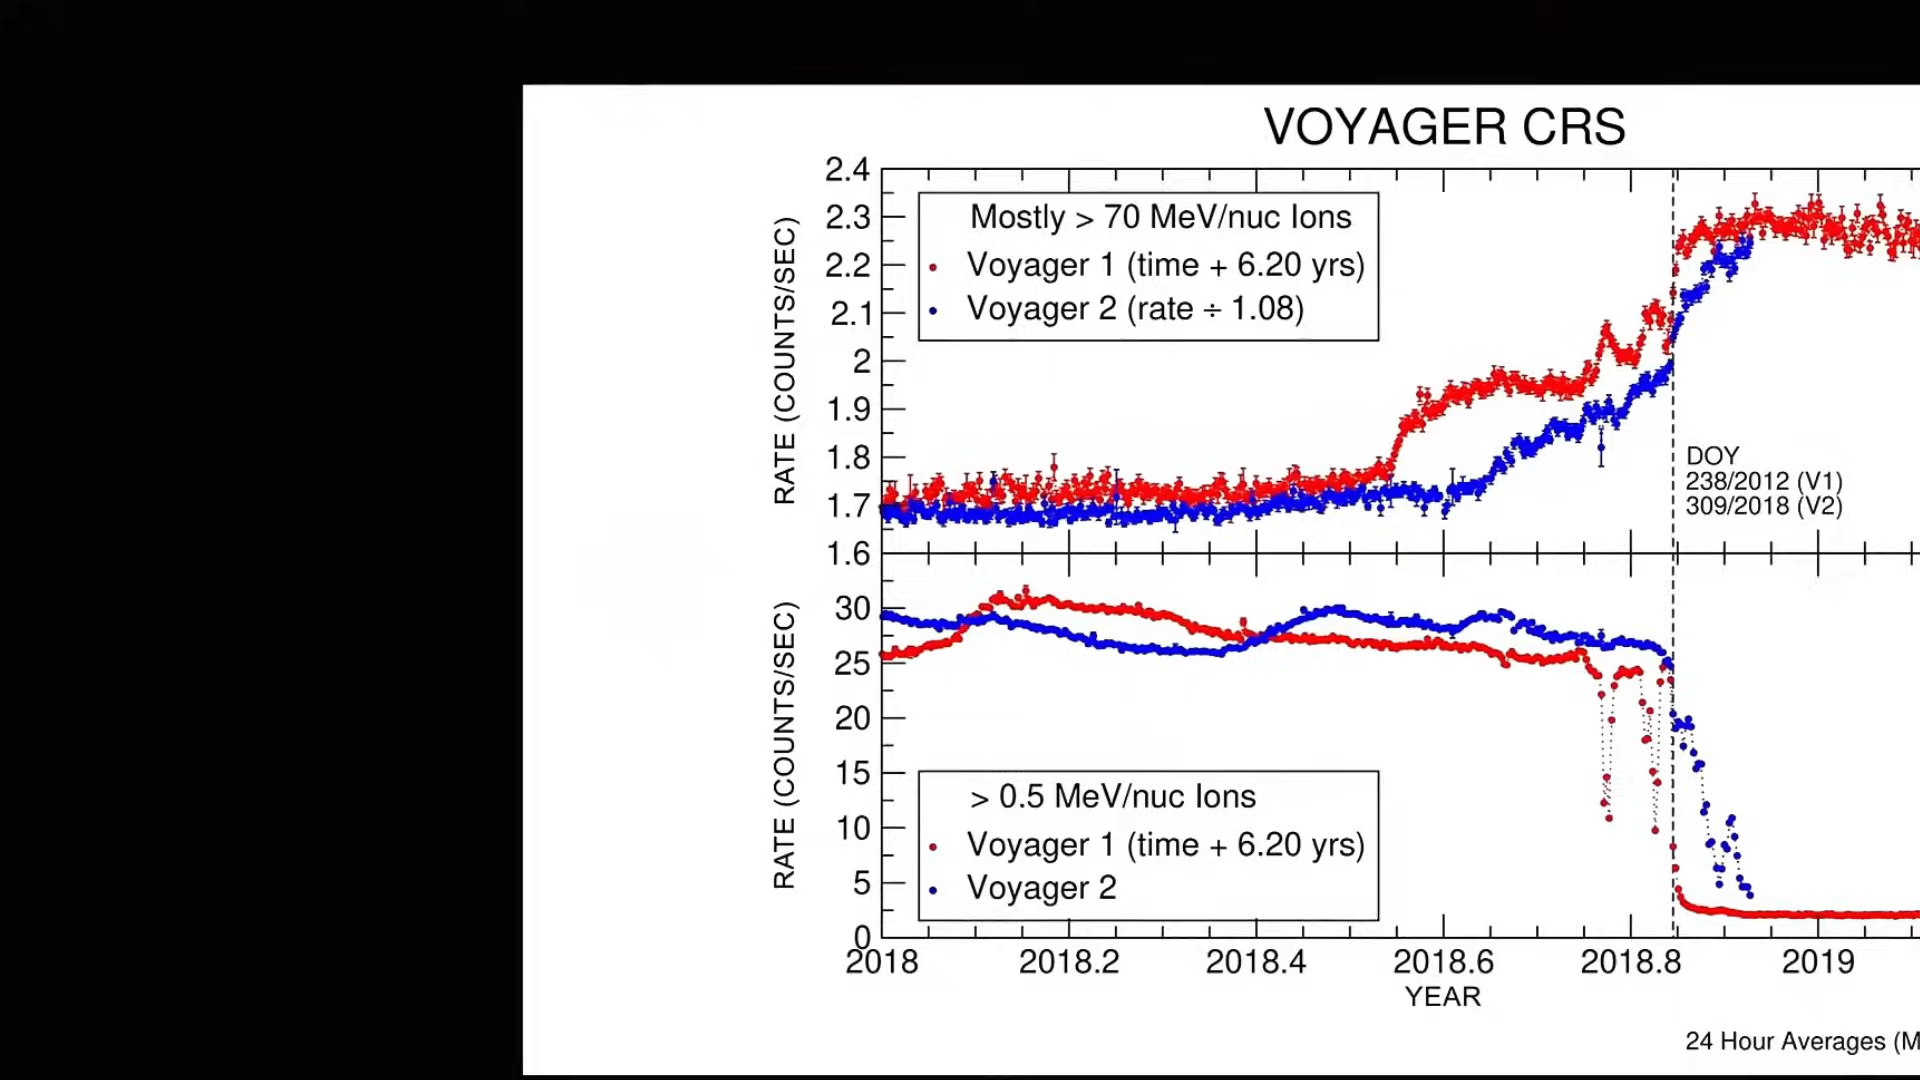 VOYAGER CRS
2.4
2.3
2.2
2.1
2
1.9
1.8
1.7
1.6
RATE (COUNTS/SEC)
Mostly > 70 MeV/nuc Ions
Voyager 1 (time + 6.20 yrs)
Voyager 2 (rate ÷ 1.08)
DOY
238/2012 (V1)
309/2018 (V2)
30
25
20
15
10
5
0
RATE (COUNTS/SEC)
> 0.5 MeV/nuc Ions
Voyager 1 (time + 6.20 yrs)
Voyager 2
2018 2018.2 2018.4 2018.6 2018.8 2019
YEAR
24 Hour Averages (M